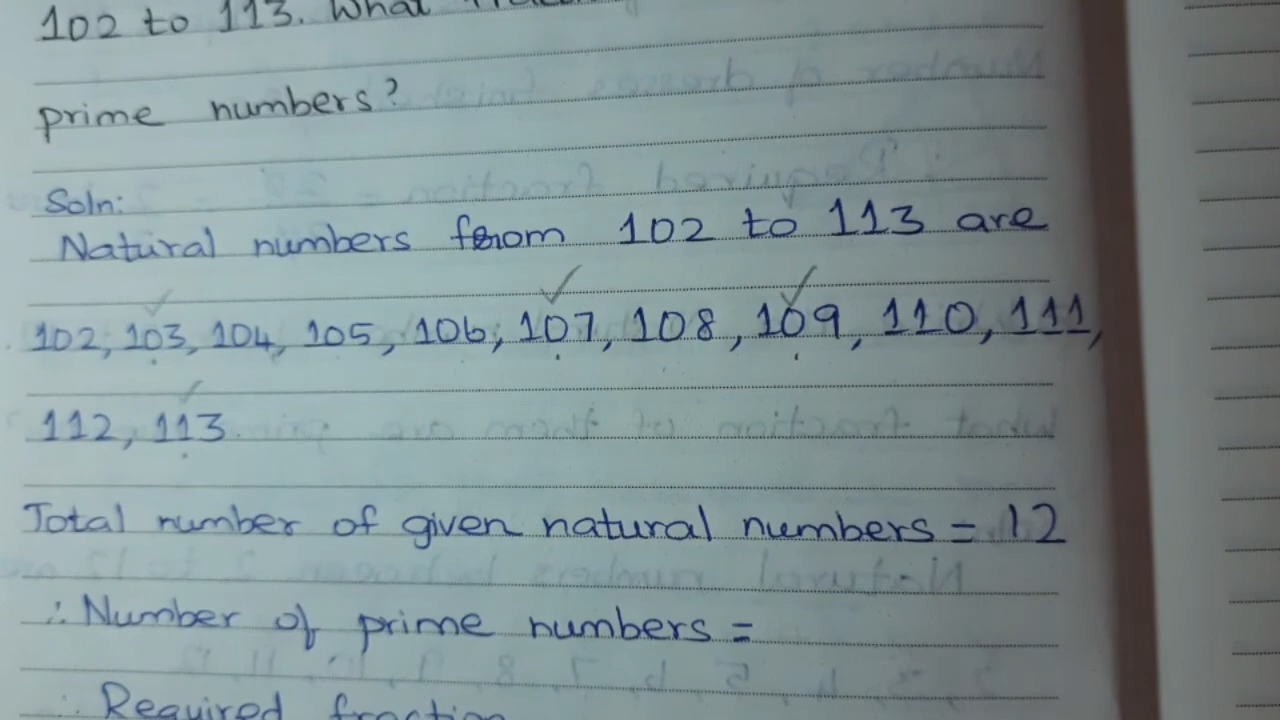 102 to 113. What
prime numbers?
Soln:
Natural numbers from 102 to 113 are
102, 103, 104, 105, 106, 107, 108, 109, 110, 111,
112, 113.
Total number of given natural numbers = 12
∴ Number of prime numbers =
Required fraction